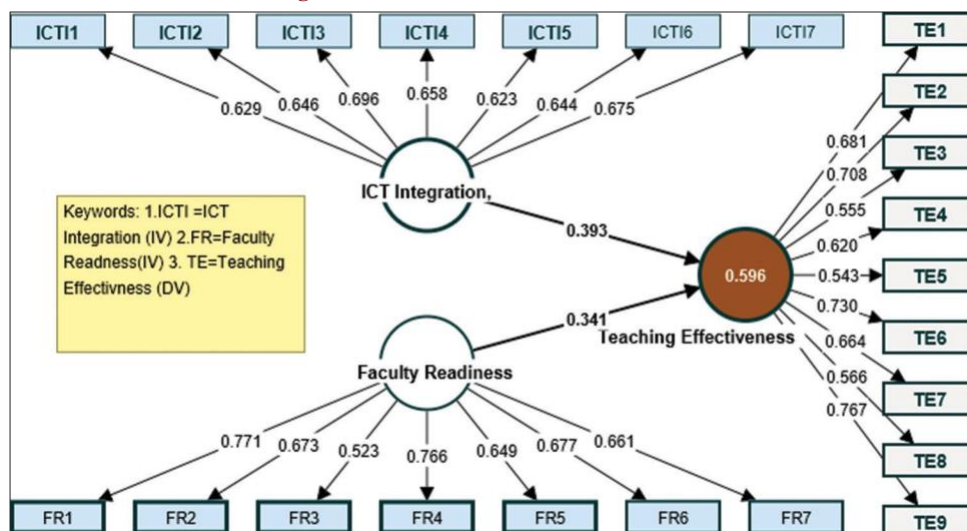 ICTI1 ICTI2 ICTI3 ICTI4 ICTI5 ICTI6 ICTI7 TE1
TE2
0.629 0.646 0.696 0.658 0.623 0.644 0.675
TE3
0.681
0.708
0.555
ICT Integration,
Keywords: 1.ICTI =ICT
Integration (IV) 2.FR=Faculty
Readness(IV) 3. TE=Teaching
Effectivness (DV)
TE4
0.393
0.620
0.596
0.543
TE5
0.341
0.730
Teaching Effectiveness
TE6
0.664
Faculty Readiness
0.566
0.767
TE7
0.771 0.673 0.523 0.766 0.649 0.677 0.661
TE8
FR1 FR2 FR3 FR4 FR5 FR6 FR7
TE9